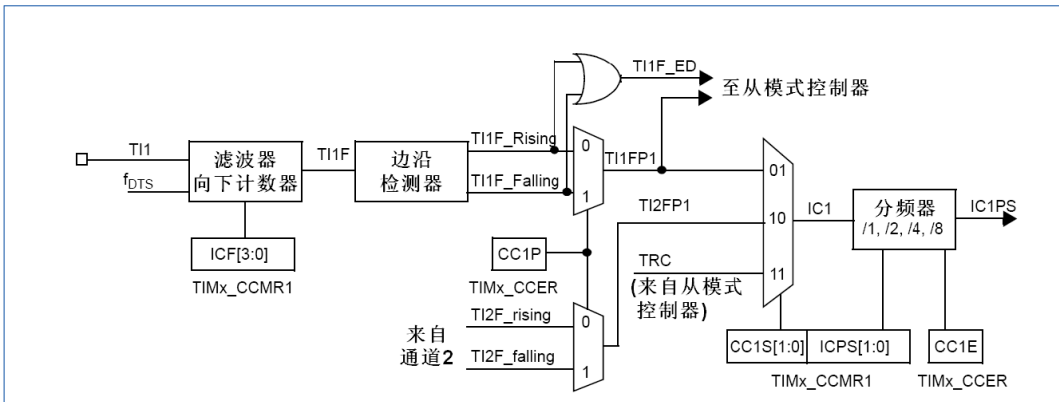 TI1F_ED
至从模式控制器
TI1
f_DTS
滤波器
向下计数器
TI1F
边沿
检测器
TI1F_Rising
TI1F_Falling
0
1
TI1FP1
01
TI2FP1
10
IC1
分频器
/1, /2, /4, /8
IC1PS
ICF[3:0]
TIMx_CCMR1
CC1P
TIMx_CCER
TRC
11
(来自从模式
控制器)
TI2F_rising
0
来自
通道2
TI2F_falling
1
CC1S[1:0]
ICPS[1:0]
CC1E
TIMx_CCMR1
TIMx_CCER